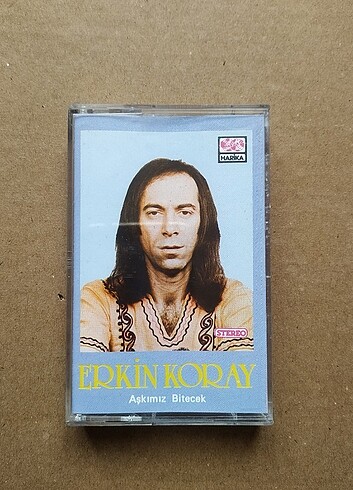 HARİKA
STEREO
ERKİN KORAY
Aşkımız Bitecek